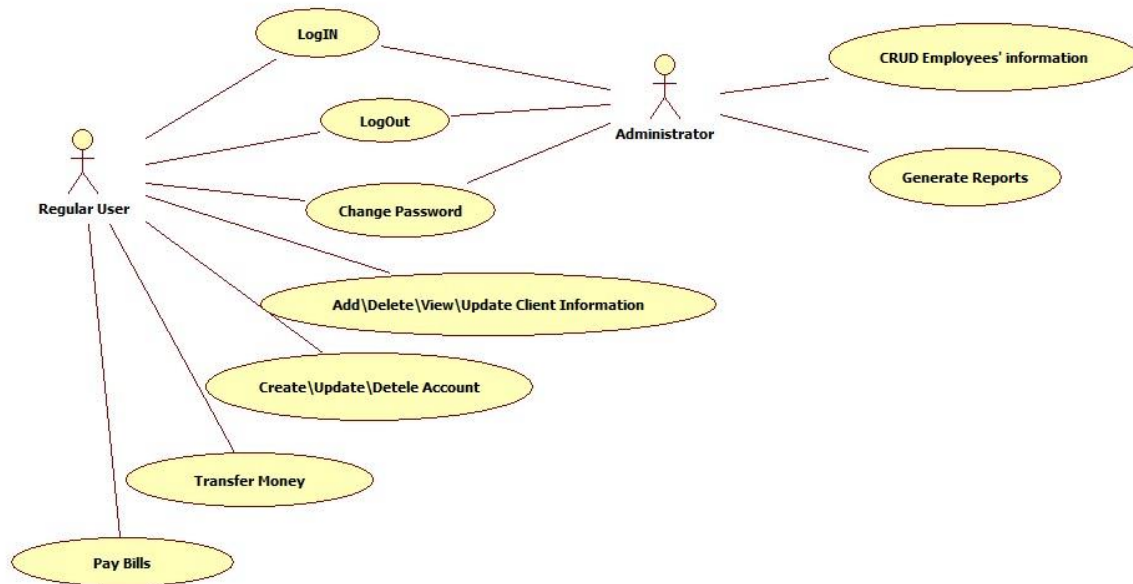 LogIN
CRUD Employees' information
LogOut
Administrator
Generate Reports
Regular User
Change Password
Add\Delete\View\Update Client Information
Create\Update\Detele Account
Transfer Money
Pay Bills